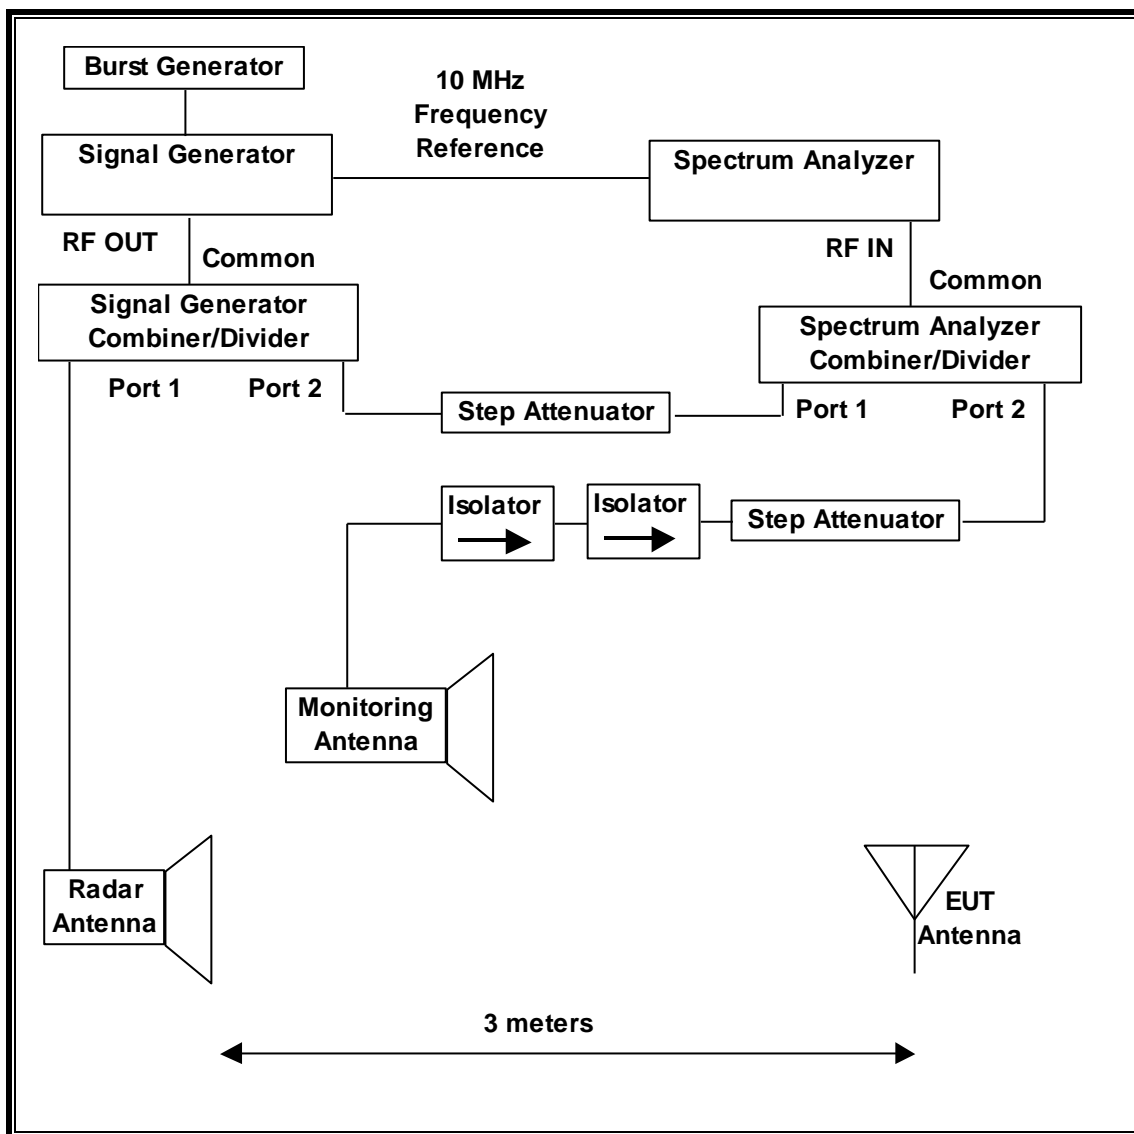 Burst Generator
10 MHz
Frequency
Reference
Signal Generator
Spectrum Analyzer
RF OUT
Common
RF IN
Common
Signal Generator
Combiner/Divider
Spectrum Analyzer
Combiner/Divider
Port 1
Port 2
Step Attenuator
Port 1
Port 2
Isolator
Isolator
Step Attenuator
Monitoring
Antenna
Radar
Antenna
EUT
Antenna
3 meters